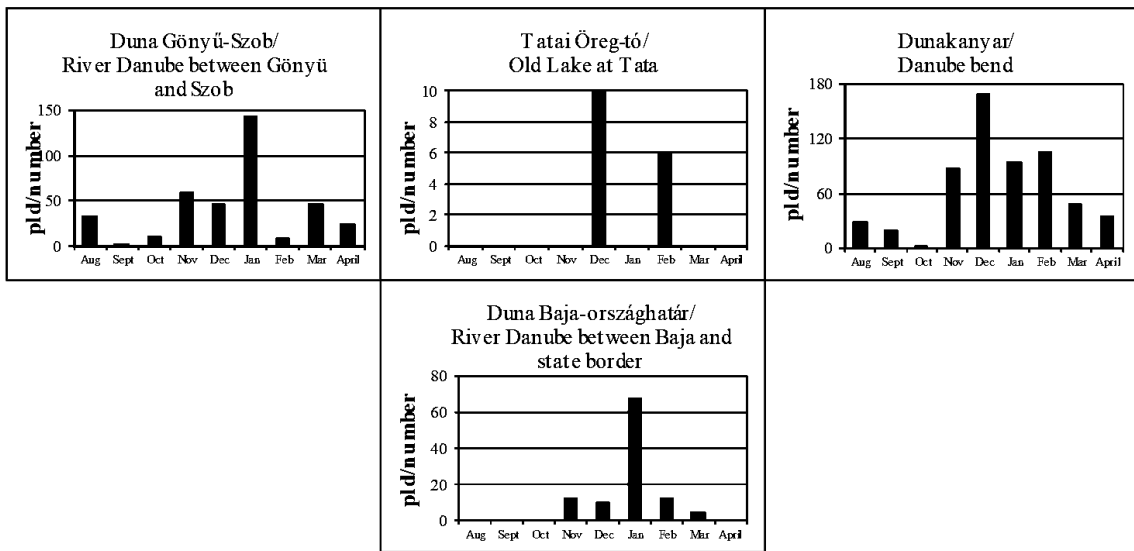 Duna Gönyű-Szob/
River Danube between Gönyü
and Szob
pld/number
150
100
50
0
Aug Sept Oct Nov Dec Jan Feb Mar April
Tatai Öreg-tó/
Old Lake at Tata
pld/number
10
8
6
4
2
0
Aug Sept Oct Nov Dec Jan Feb Mar April
Dunakanyar/
Danube bend
pld/number
180
120
60
0
Aug Sept Oct Nov Dec Jan Feb Mar April
Duna Baja-országhatár/
River Danube between Baja and
state border
pld/number
80
60
40
20
0
Aug Sept Oct Nov Dec Jan Feb Mar April